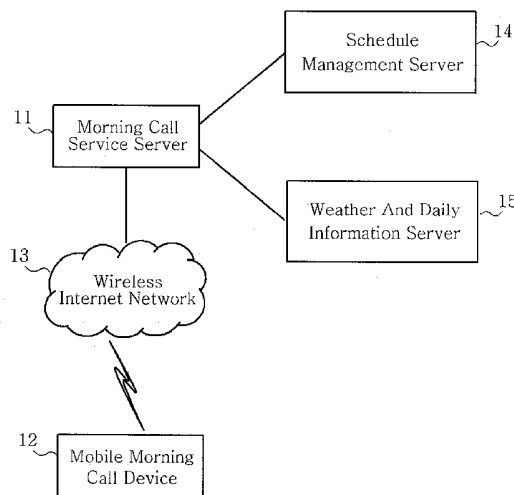 14
Schedule
Management Server
11
Morning Call
Service Server
15
Weather And Daily
Information Server
13
Wireless
Internet Network
12
Mobile Morning
Call Device